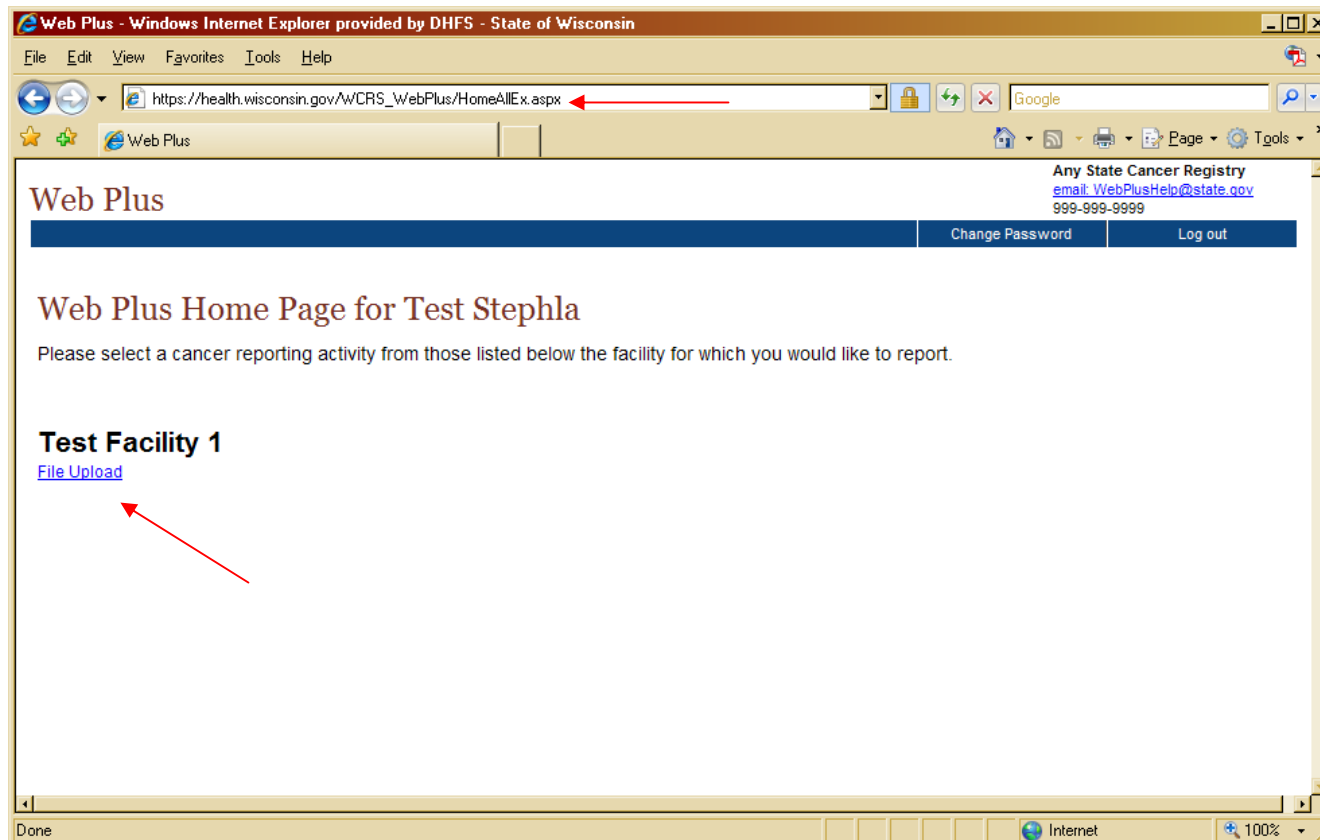 Web Plus - Windows Internet Explorer provided by DHFS - State of Wisconsin
File Edit View Favorites Tools Help
https://health.wisconsin.gov/WCRS_WebPlus/HomeAllEx.aspx Google
Web Plus Page Tools
Any State Cancer Registry
Web Plus email: WebPlusHelp@state.gov
999-999-9999
Change Password Log out
Web Plus Home Page for Test Stephla
Please select a cancer reporting activity from those listed below the facility for which you would like to report.
Test Facility 1
File Upload
Done Internet 100%